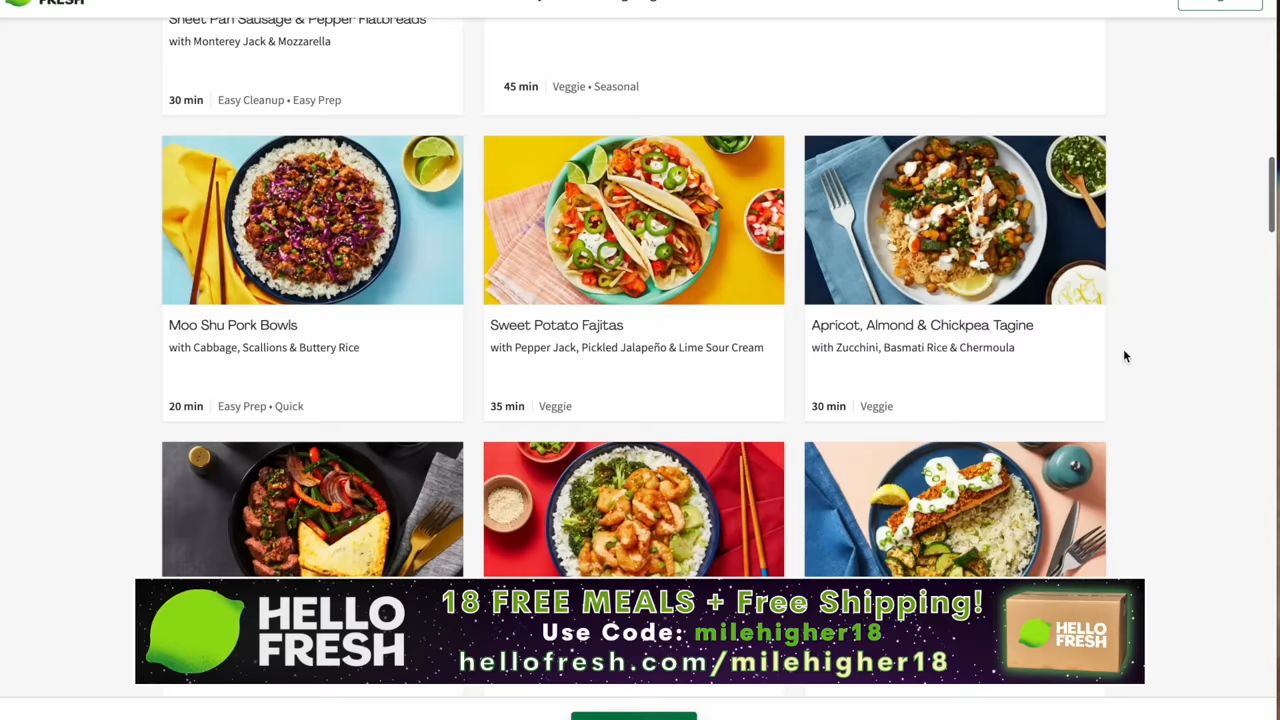 FRESH
Sheet Pan Sausage & Pepper Flatbreads
with Monterey Jack & Mozzarella
30 min
Easy Cleanup • Easy Prep
45 min
Veggie • Seasonal
Moo Shu Pork Bowls
with Cabbage, Scallions & Buttery Rice
20 min
Easy Prep • Quick
Sweet Potato Fajitas
with Pepper Jack, Pickled Jalapeño & Lime Sour Cream
35 min
Veggie
Apricot, Almond & Chickpea Tagine
with Zucchini, Basmati Rice & Chermoula
30 min
Veggie
HELLO
FRESH
18 FREE MEALS + Free Shipping!
Use Code: milehigher18
hellofresh.com/milehigher18
HELLO
FRESH